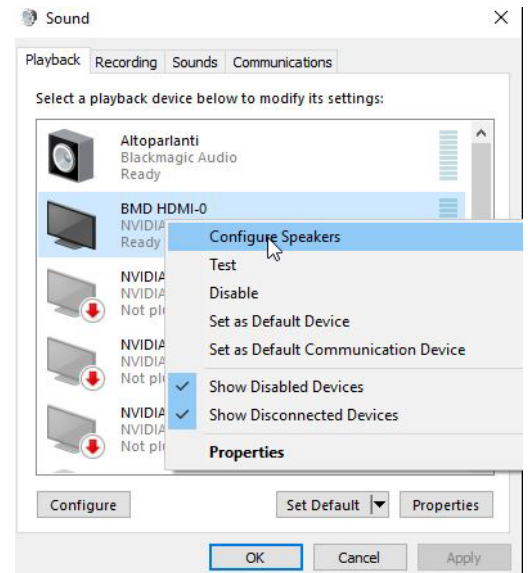 Sound
Playback Recording Sounds Communications
Select a playback device below to modify its settings:
Altoparlanti
Blackmagic Audio
Ready
BMD HDMI-0
NVIDIA
Ready
Configure Speakers
Test
Disable
Set as Default Device
Set as Default Communication Device
Show Disabled Devices
Show Disconnected Devices
Properties
NVIDIA
NVIDIA
Not
NVIDIA
NVIDIA
Not
NVIDIA
NVIDIA
Not
Configure Set Default Properties
OK Cancel Apply